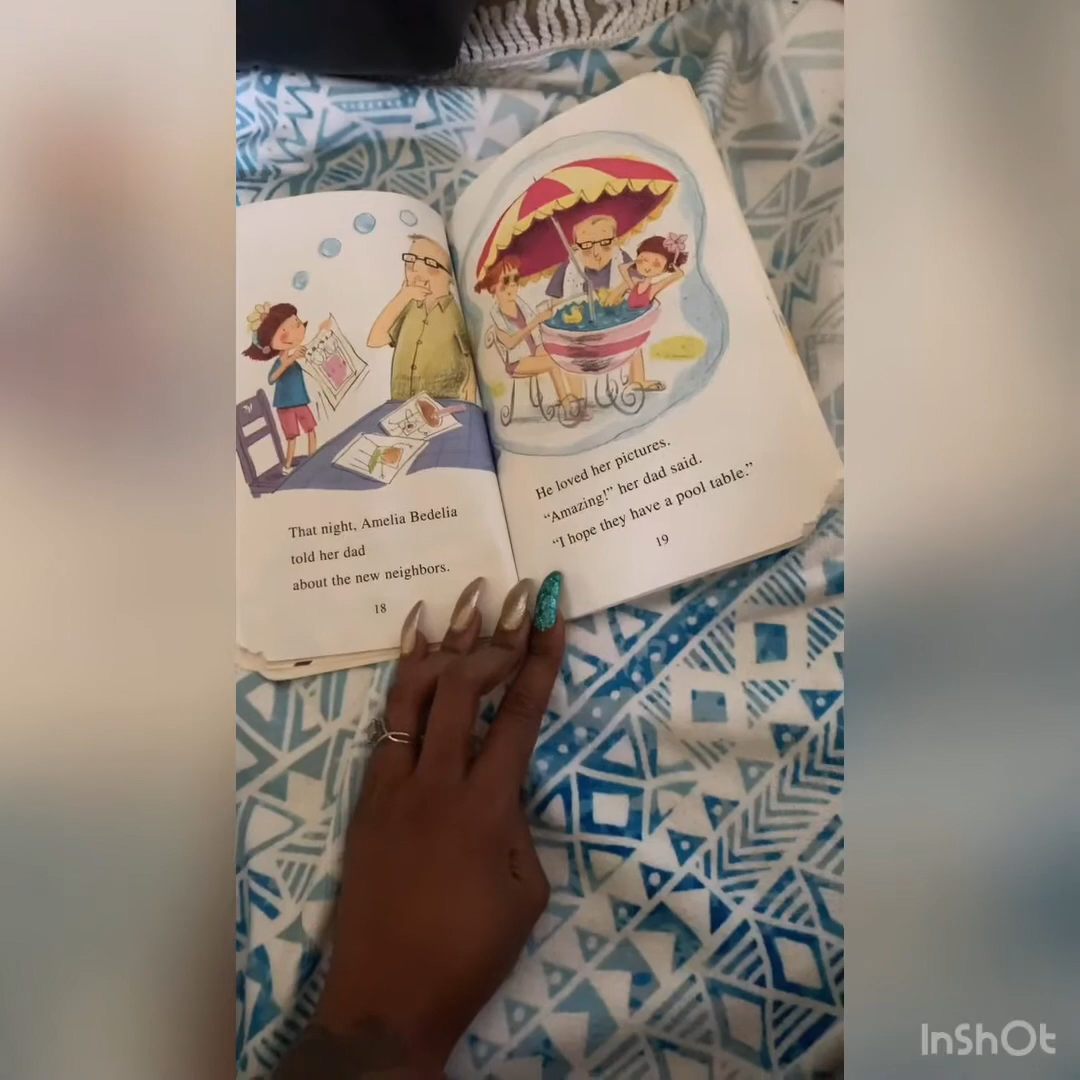 That night, Amelia Bedelia
told her dad
about the new neighbors.
18
He loved her pictures.
“Amazing!” her dad said.
“I hope they have a pool table.”
19
InShOt